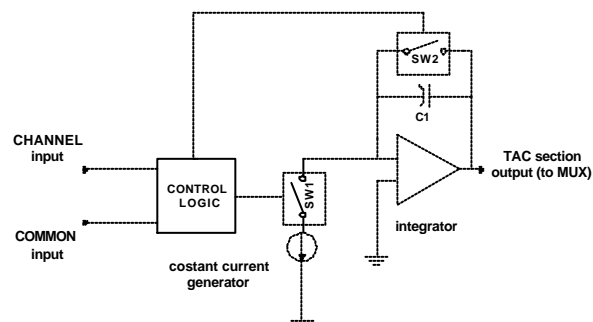 SW2
C1
CHANNEL
input
TAC section
output (to MUX)
CONTROL
LOGIC
SW1
COMMON
input
integrator
costant current
generator